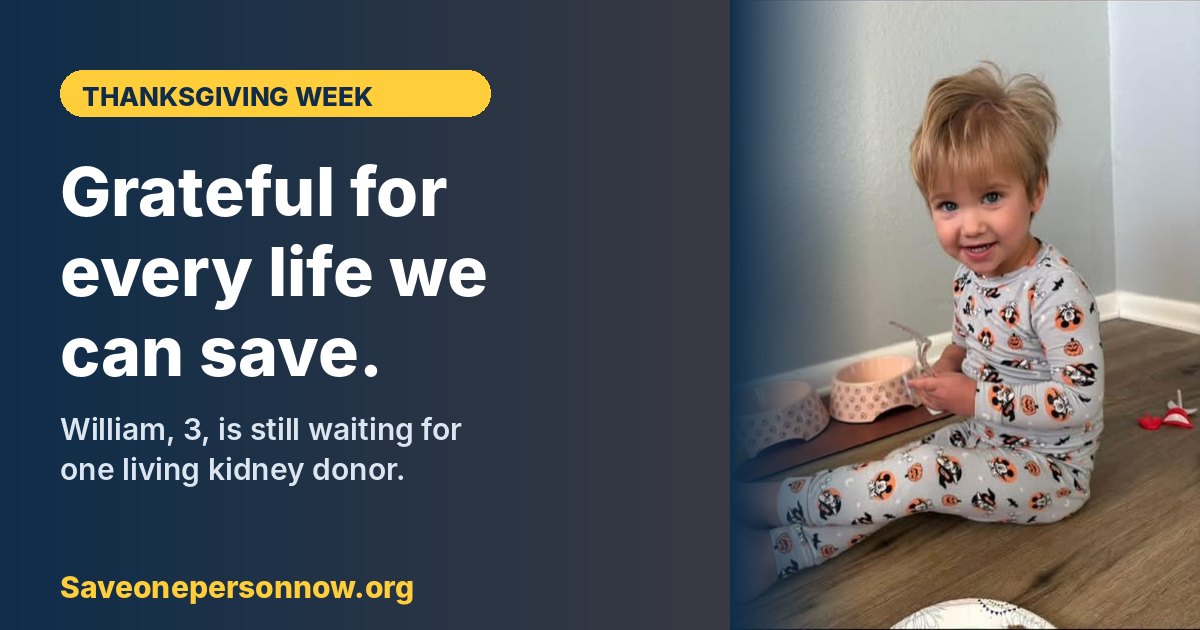 THANKSGIVING WEEK
Grateful for
every life we
can save.
William, 3, is still waiting for
one living kidney donor.
Saveonepersonnow.org